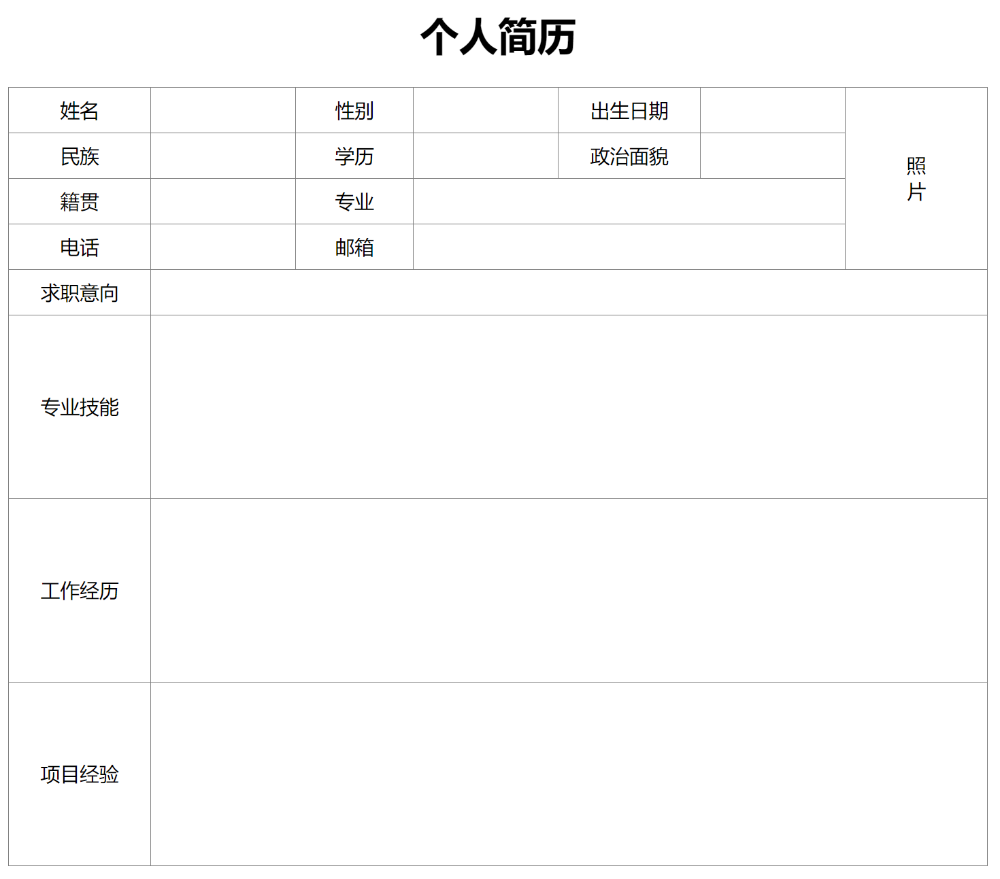 个人简历
姓名
性别
出生日期
照
片
民族
学历
政治面貌
籍贯
专业
电话
邮箱
求职意向
专业技能
工作经历
项目经验